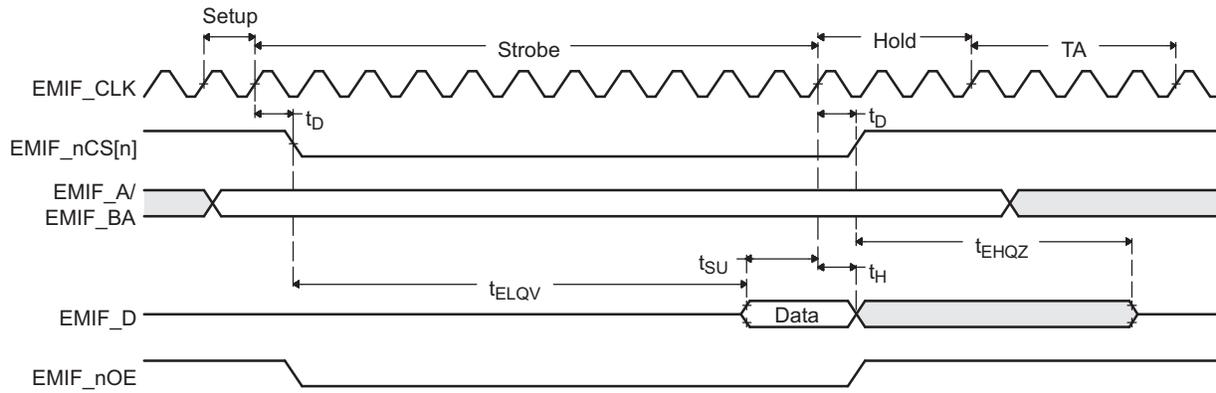 Setup
Strobe
Hold
TA
EMIF_CLK
tD
tD
EMIF_nCS[n]
EMIF_A/
EMIF_BA
tEHQZ
tSU
tH
tELQV
EMIF_D
Data
EMIF_nOE